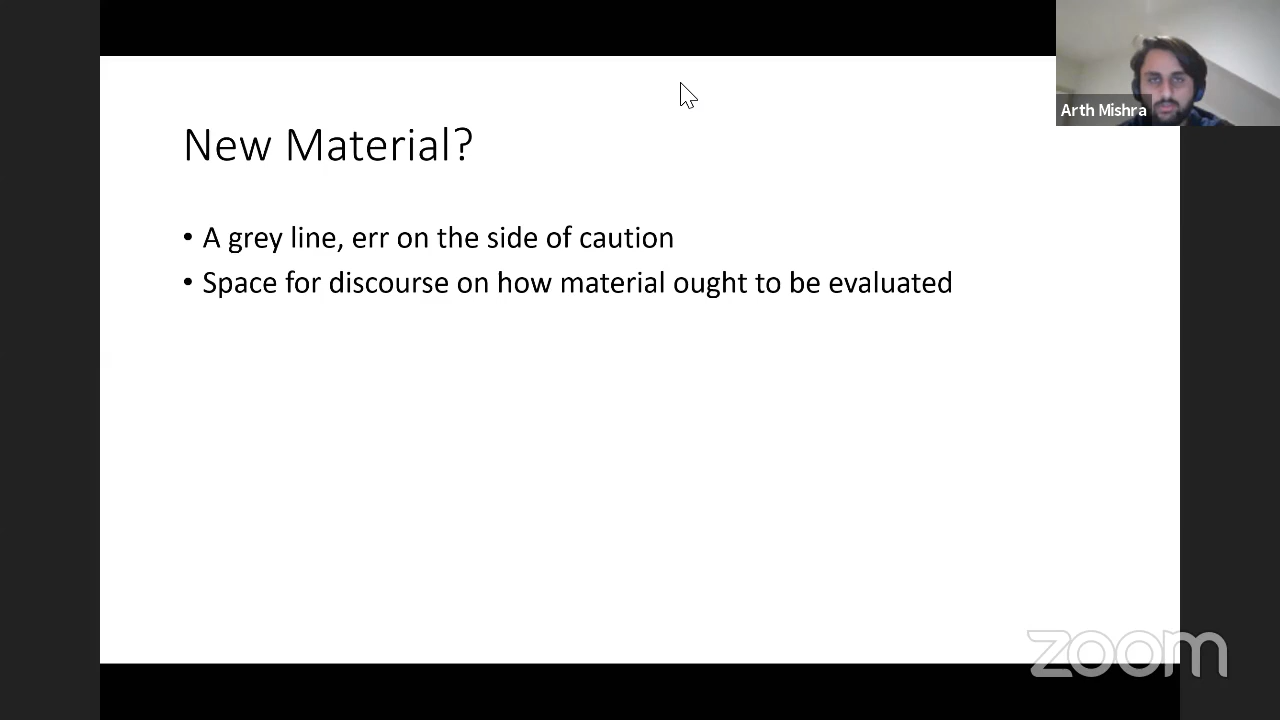 Arth Mishra
New Material?
• A grey line, err on the side of caution
• Space for discourse on how material ought to be evaluated
zoom